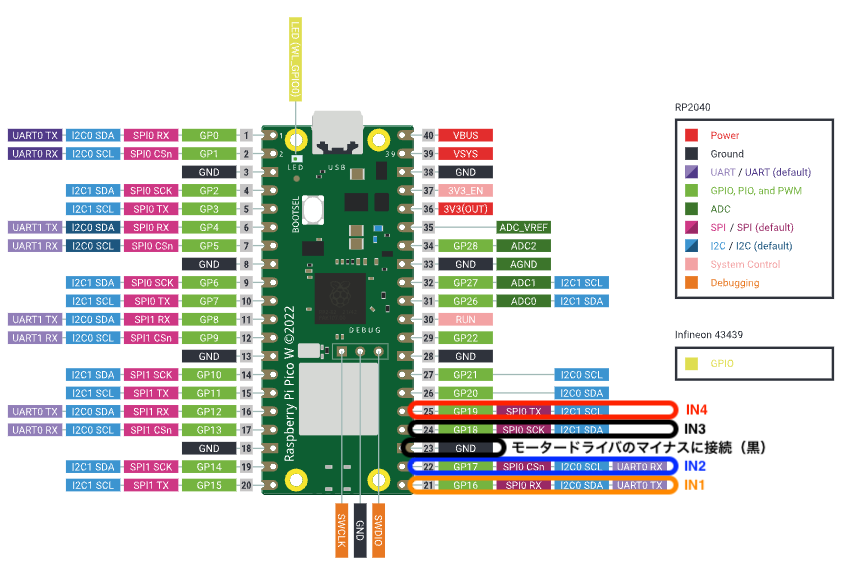 LED (WL_GPIO0)
UART0 TX I2C0 SDA SPI0 RX GP0 1
UART0 RX I2C0 SCL SPI0 CSn GP1 2
GND 3
I2C1 SDA SPI0 SCK GP2 4
I2C1 SCL SPI0 TX GP3 5
UART1 TX I2C0 SDA SPI0 RX GP4 6
UART1 RX I2C0 SCL SPI0 CSn GP5 7
GND 8
I2C1 SDA SPI0 SCK GP6 9
I2C1 SCL SPI0 TX GP7 10
UART1 TX I2C0 SDA SPI1 RX GP8 11
UART1 RX I2C0 SCL SPI1 CSn GP9 12
GND 13
I2C1 SDA SPI1 SCK GP10 14
I2C1 SCL SPI1 TX GP11 15
UART0 TX I2C0 SDA SPI1 RX GP12 16
UART0 RX I2C0 SCL SPI1 CSn GP13 17
GND 18
I2C1 SDA SPI1 SCK GP14 19
I2C1 SCL SPI1 TX GP15 20
1
2
39
LED
USB
BOOTSEL
DEBUG
Raspberry Pi Pico W ©2022
SWCLK
GND
SWDIO
40 VBUS
39 VSYS
38 GND
37 3V3_EN
36 3V3(OUT)
35 ADC_VREF
34 GP28 ADC2
33 GND AGND
32 GP27 ADC1 I2C1 SCL
31 GP26 ADC0 I2C1 SDA
30 RUN
29 GP22
28 GND
27 GP21 I2C0 SCL
26 GP20 I2C0 SDA
25 GP19 SPI0 TX I2C1 SCL IN4
24 GP18 SPI0 SCK I2C1 SDA IN3
23 GND モータードライバのマイナスに接続（黒）
22 GP17 SPI0 CSn I2C0 SCL UART0 RX IN2
21 GP16 SPI0 RX I2C0 SDA UART0 TX IN1
RP2040
Power
Ground
UART / UART (default)
GPIO, PIO, and PWM
ADC
SPI / SPI (default)
I2C / I2C (default)
System Control
Debugging
Infineon 43439
GPIO